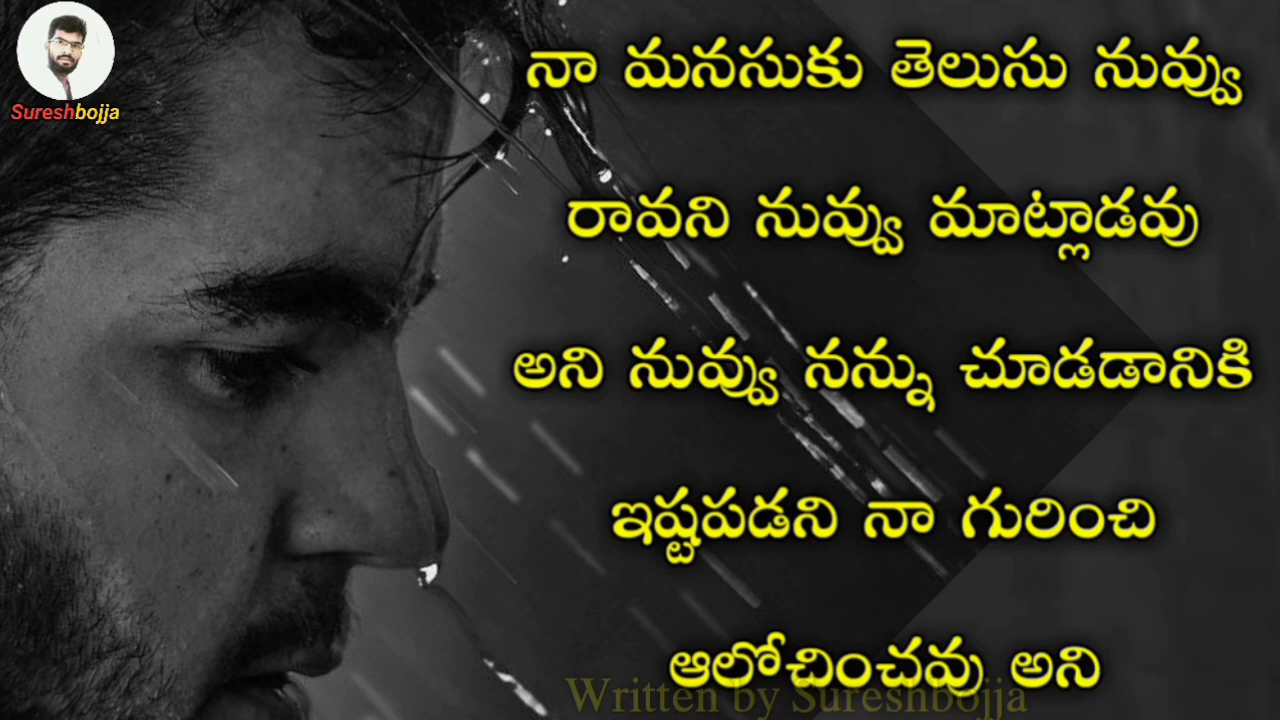 Sureshbojja
నా మనసుకు తెలుసు నువ్వు
రావని నువ్వు మాట్లాడవు
అని నువ్వు నన్ను చూడడానికి
ఇష్టపడని నా గురించి
ఆలోచించవు అని
Written by Sureshbojja